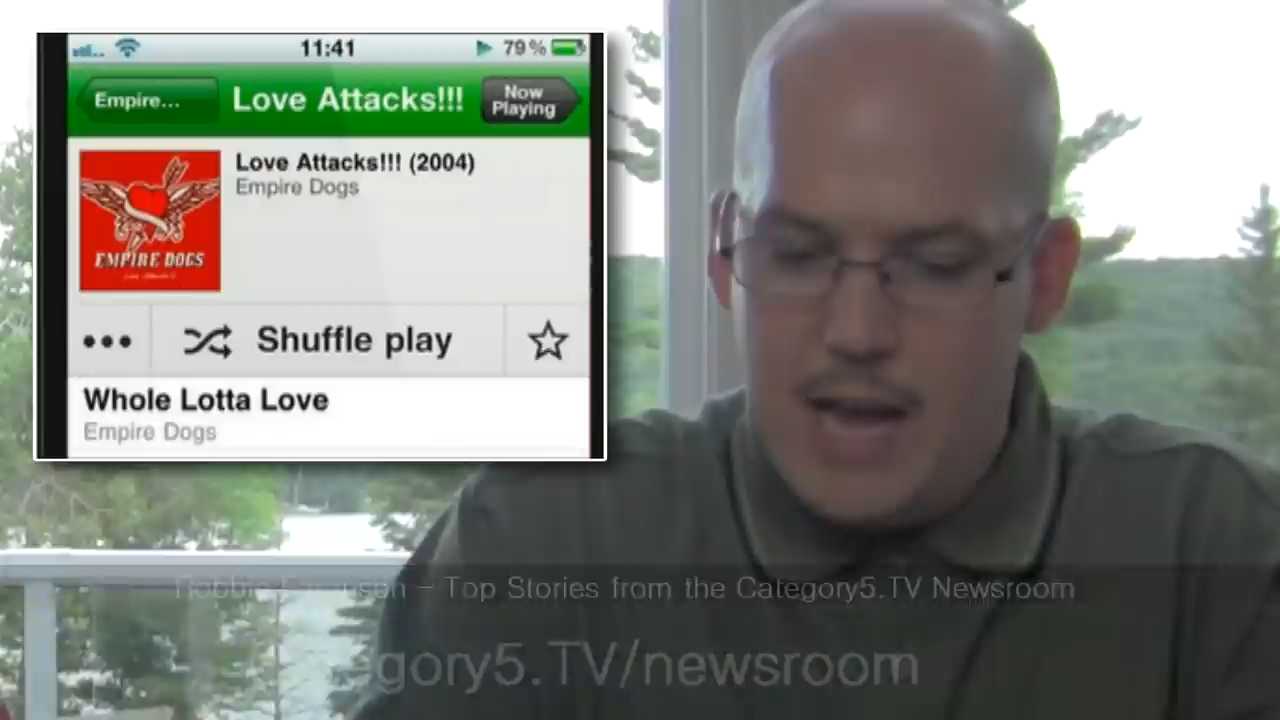 11:41
79%
Empire...
Love Attacks!!!
Now
Playing
Love Attacks!!! (2004)
Empire Dogs
EMPIRE DOGS
Shuffle play
Whole Lotta Love
Empire Dogs
– Top Stories from the Category5.TV Newsroom
gory5.TV/newsroom